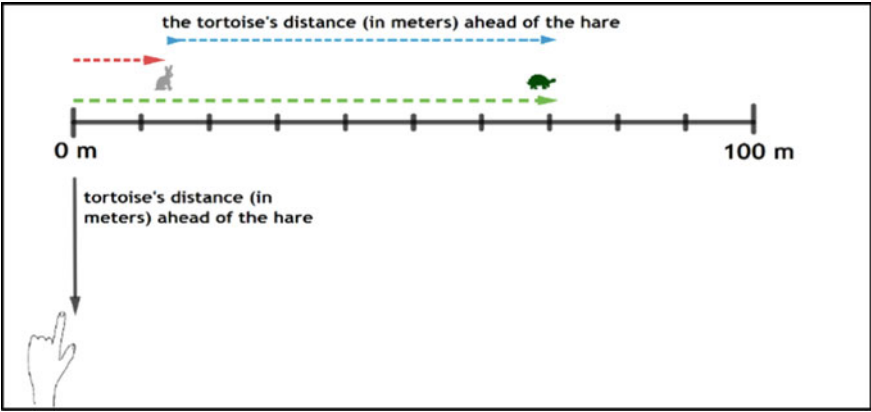 the tortoise's distance (in meters) ahead of the hare
0 m
100 m
tortoise's distance (in
meters) ahead of the hare